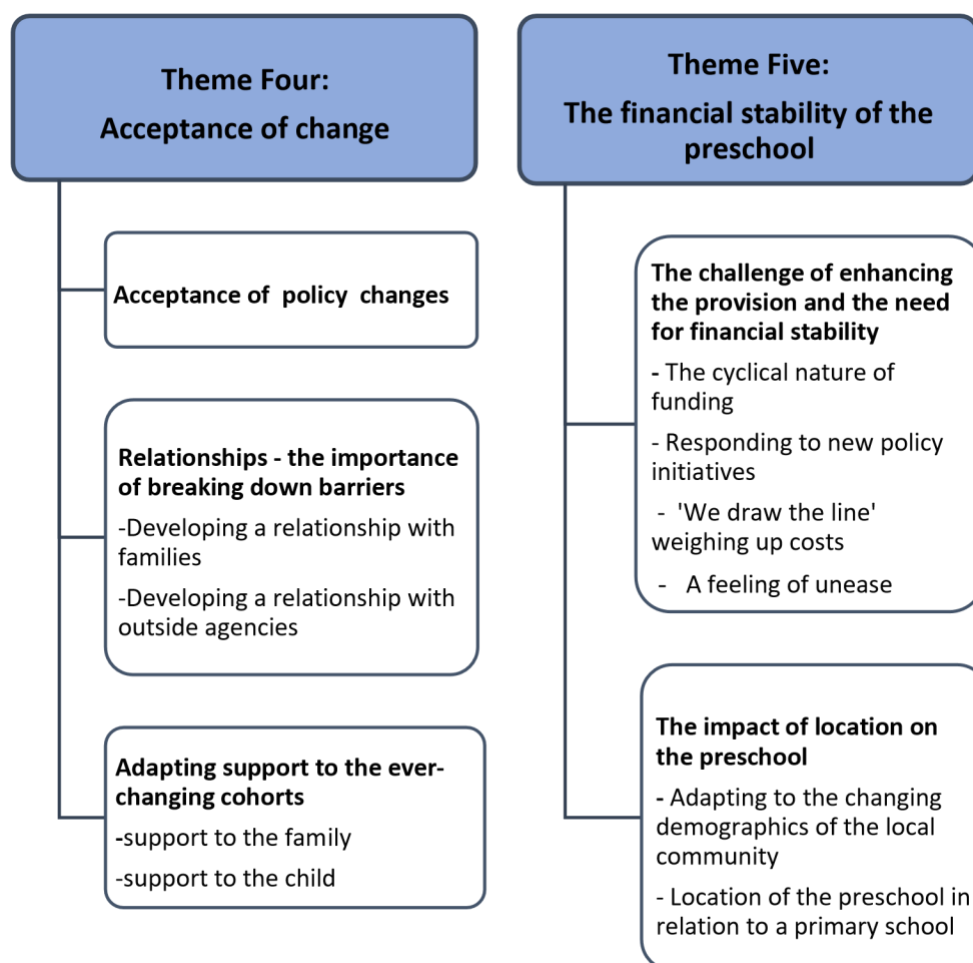 Theme Four:
Acceptance of change
Acceptance of  policy  changes
Relationships - the importance
of breaking down barriers
-Developing a relationship with
families
-Developing a relationship with
outside agencies
Adapting support to the ever-
changing cohorts
-support to the family
-support to the child
Theme Five:
The financial stability of the
preschool
The challenge of enhancing
the provision and the need
for financial stability
- The cyclical nature of
funding
- Responding to new policy
initiatives
- 'We draw the line'
weighing up costs
-   A feeling of unease
The impact of location on
the preschool
- Adapting to the changing
demographics of the local
community
- Location of the preschool in
relation to a primary school